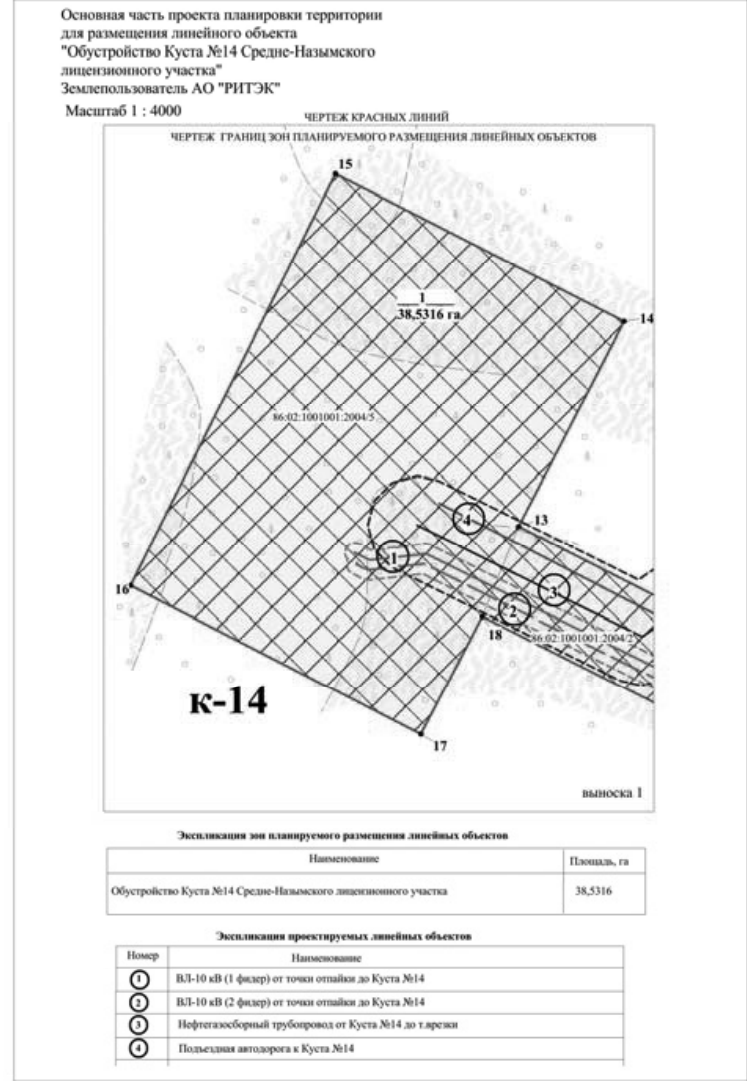 Основная часть проекта планировки территории
для размещения линейного объекта
"Обустройство Куста №14 Средне-Назымского
лицензионного участка"
Землепользователь АО "РИТЭК"
Масштаб 1 : 4000
ЧЕРТЕЖ КРАСНЫХ ЛИНИЙ
ЧЕРТЕЖ ГРАНИЦ ЗОН ПЛАНИРУЕМОГО РАЗМЕЩЕНИЯ ЛИНЕЙНЫХ ОБЪЕКТОВ
15
1
38,5316 га
14
86:02:1001001:2004/5
4
13
1
3
16
2
18
86:02:1001001:2004/2
к-14
17
выноска 1
Экспликация зон планируемого размещения линейных объектов
Наименование Площадь, га
Обустройство Куста №14 Средне-Назымского лицензионного участка 38,5316
Экспликация проектируемых линейных объектов
Номер Наименование
1 ВЛ-10 кВ (1 фидер) от точки отпайки до Куста №14
2 ВЛ-10 кВ (2 фидер) от точки отпайки до Куста №14
3 Нефтегазосборный трубопровод от Куста №14 до т.врезки
4 Подъездная автодорога к Куста №14